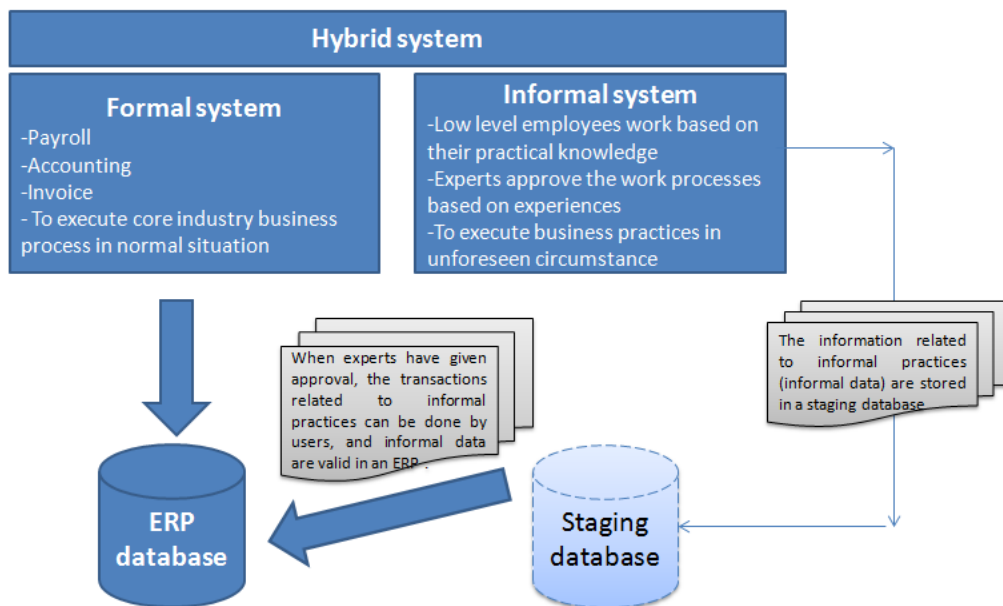 Hybrid system
Formal system
-Payroll
-Accounting
-Invoice
- To execute core industry business
process in normal situation
Informal system
-Low level employees work based on
their practical knowledge
-Experts approve the work processes
based on experiences
-To execute business practices in
unforeseen circumstance
When experts have given
approval, the transactions
related to informal
practices can be done by
users, and informal data
are valid in an ERP .
The information related
to informal practices
(informal data) are stored
in a staging database
ERP
database
Staging
database